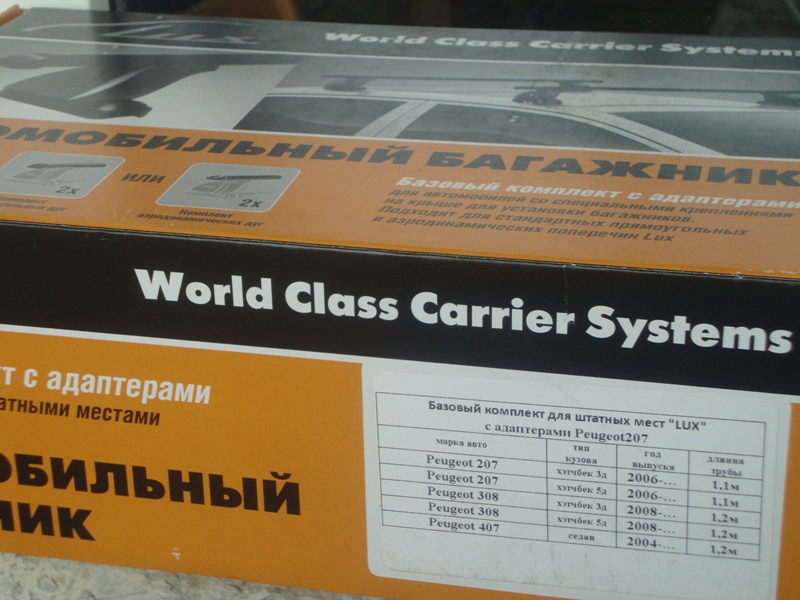 Lux
World Class Carrier Systems
ОМОБИЛЬНЫЙ БАГАЖНИК
2x
или
2x
Комплект
аэродинамических дуг
Базовый комплект с адаптерами
для автомобилей со специальными креплениями
на крыше для установки багажников.
Подходит для стандартных прямоугольных
и аэродинамических поперечин Lux
World Class Carrier Systems
кт с адаптерами
атными местами
ОБИЛЬНЫЙ
НИК
Базовый комплект для штатных мест "LUX"
с адаптерами Peugeot207
марка авто тип кузова год выпуска длинна трубы
Peugeot 207 хэтчбек 3д 2006-... 1,1м
Peugeot 207 хэтчбек 5д 2006-... 1,1м
Peugeot 308 хэтчбек 3д 2008-... 1,2м
Peugeot 308 хэтчбек 5д 2008-... 1,2м
Peugeot 407 седан 2004-... 1,2м